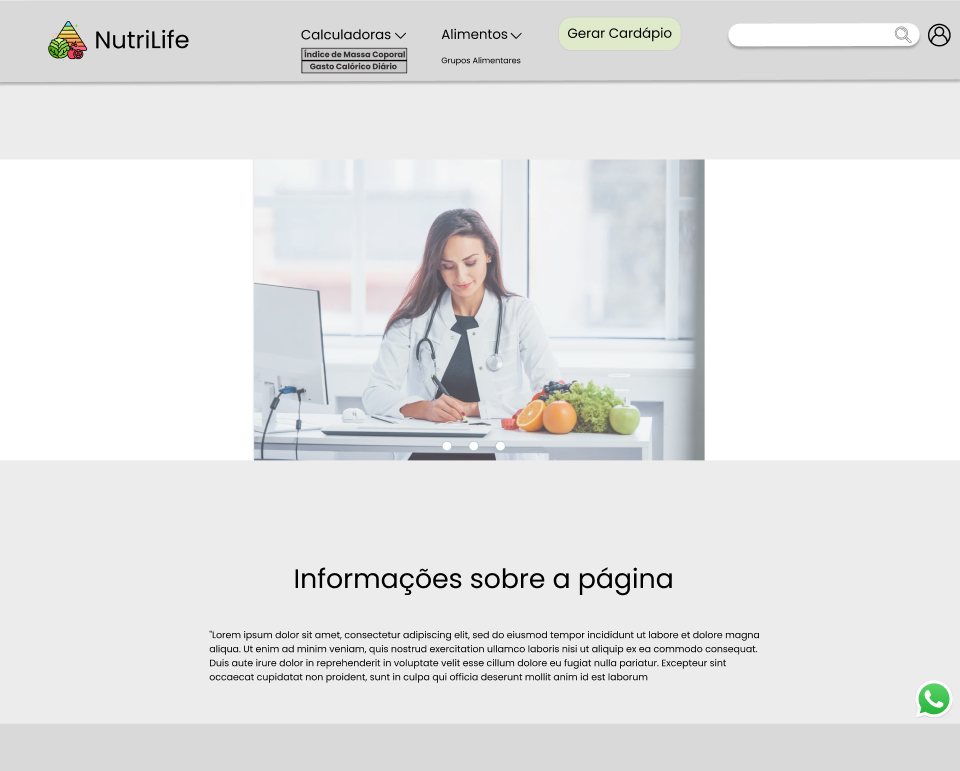 NutriLife
Calculadoras
Índice de Massa Coporal
Gasto Calórico Diário
Alimentos
Grupos Alimentares
Gerar Cardápio
Informações sobre a página
"Lorem ipsum dolor sit amet, consectetur adipiscing elit, sed do eiusmod tempor incididunt ut labore et dolore magna
aliqua. Ut enim ad minim veniam, quis nostrud exercitation ullamco laboris nisi ut aliquip ex ea commodo consequat.
Duis aute irure dolor in reprehenderit in voluptate velit esse cillum dolore eu fugiat nulla pariatur. Excepteur sint
occaecat cupidatat non proident, sunt in culpa qui officia deserunt mollit anim id est laborum